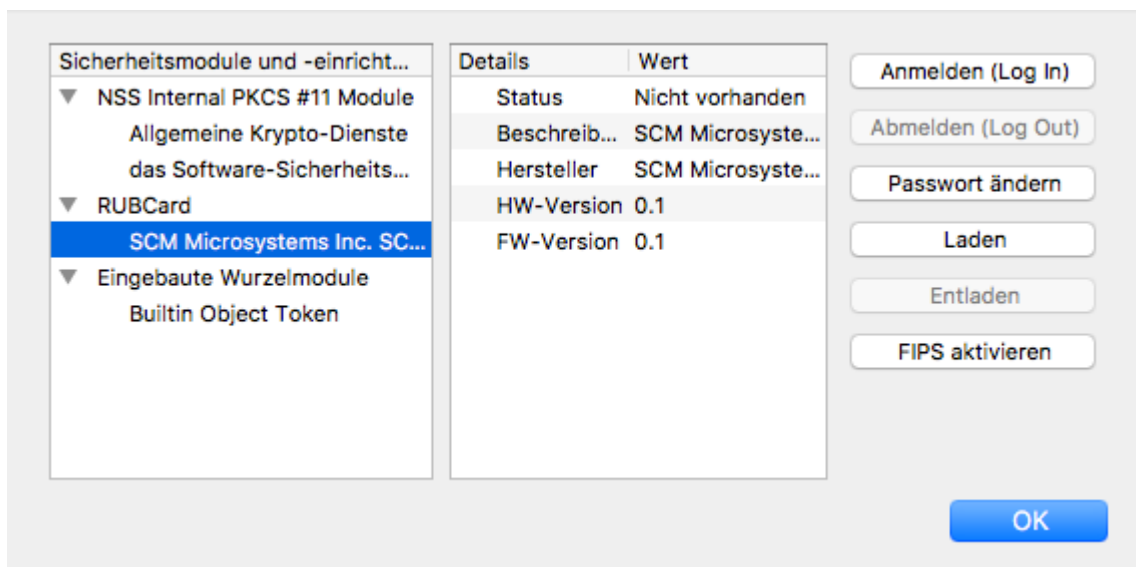 Sicherheitsmodule und -einricht...
NSS Internal PKCS #11 Module
Allgemeine Krypto-Dienste
das Software-Sicherheits...
RUBCard
SCM Microsystems Inc. SC...
Eingebaute Wurzelmodule
Builtin Object Token
Details Wert
Status Nicht vorhanden
Beschreib... SCM Microsyste...
Hersteller SCM Microsyste...
HW-Version 0.1
FW-Version 0.1
Anmelden (Log In)
Abmelden (Log Out)
Passwort ändern
Laden
Entladen
FIPS aktivieren
OK